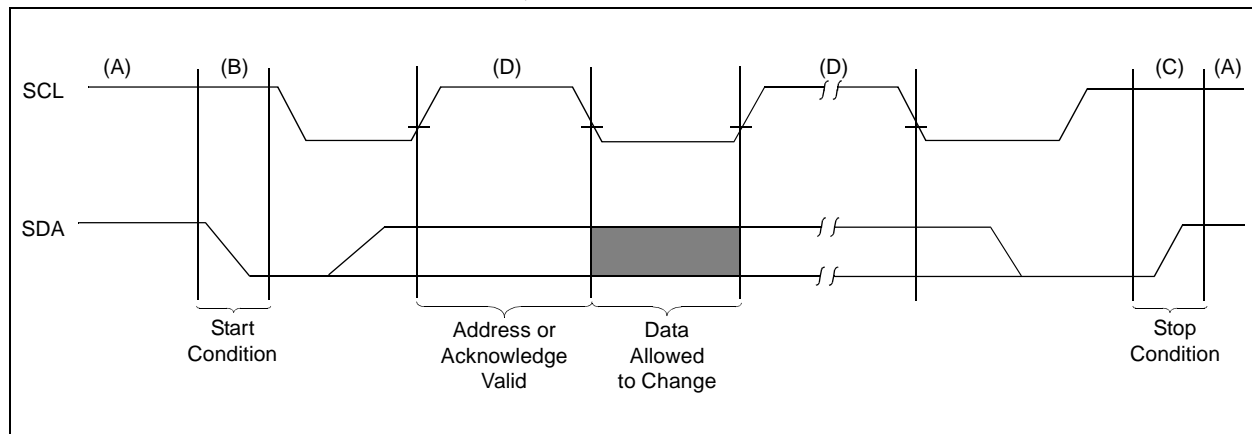 (A) (B) (D) (D) (C) (A)
SCL
SDA
Start
Condition
Address or
Acknowledge
Valid
Data
Allowed
to Change
Stop
Condition